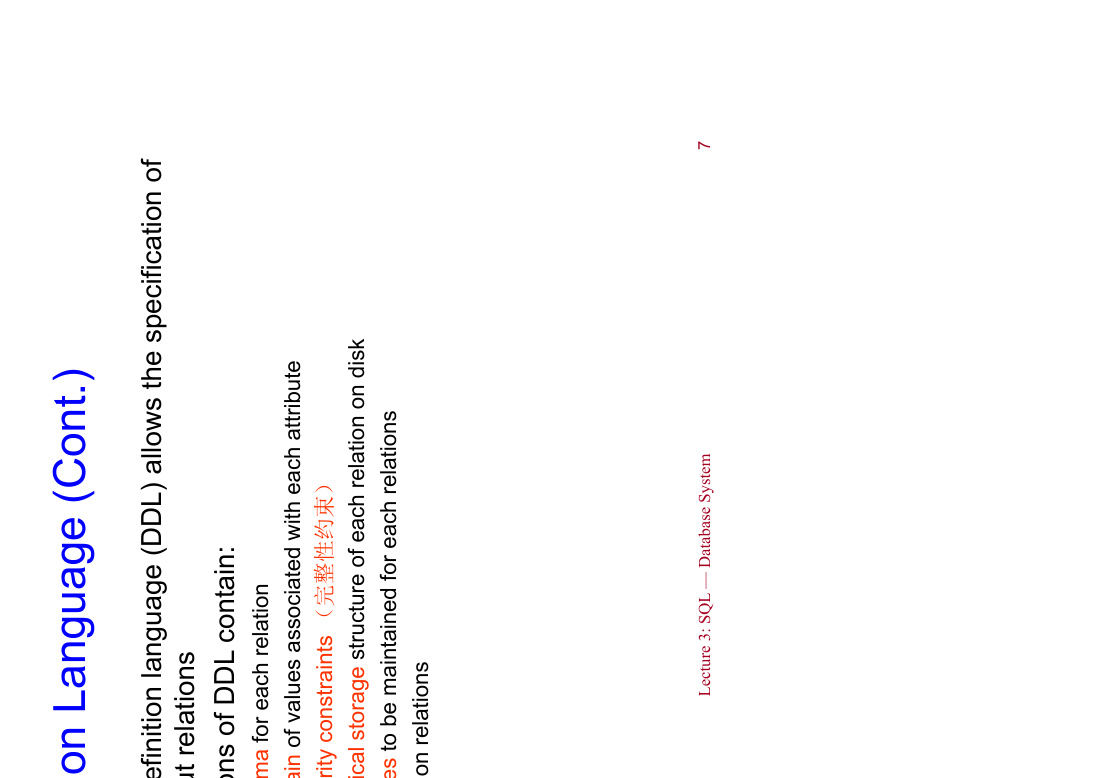 on Language (Cont.)
efinition language (DDL) allows the specification of
ut relations
ons of DDL contain:
ma for each relation
ain of values associated with each attribute
rity constraints （完整性约束）
ical storage structure of each relation on disk
es to be maintained for each relations
on relations
Lecture 3: SQL — Database System 7